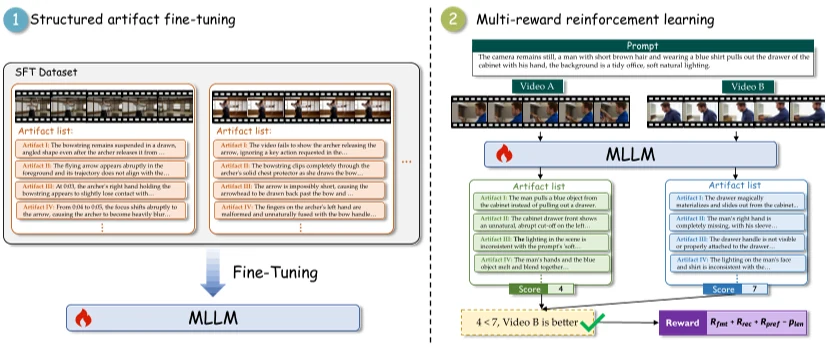 1 Structured artifact fine-tuning
SFT Dataset
Artifact list:
Artifact I: The bowstring remains suspended in a drawn,
angled shape even after the archer releases it from ...
Artifact II: The flying arrow appears abruptly in the
foreground and its trajectory does not align with the...
Artifact III: At 0:03, the archer's right hand holding the
bowstring appears to slightly lose contact with...
Artifact IV: From 0:04 to 0:05, the focus shifts abruptly to
the arrow, causing the archer to become heavily blur...
Artifact list:
Artifact I: The video fails to show the archer releasing the
arrow, ignoring a key action requested in the...
Artifact II: The bowstring clips completely through the
archer's solid chest protector as she draws the bow...
Artifact III: The arrow is impossibly short, causing the
arrowhead to be drawn back past the bow and ...
Artifact IV: The fingers on the archer's left hand are
malformed and unnaturally fused with the bow handle...
...
Fine-Tuning
MLLM
2 Multi-reward reinforcement learning
Prompt
The camera remains still, a man with short brown hair and wearing a blue shirt pulls out the drawer of the
cabinet with his hand, the background is a tidy office, soft natural lighting.
Video A
Video B
MLLM
Artifact list
Artifact I: The man pulls a blue object from
the cabinet instead of pulling out a drawer.
Artifact II: The cabinet drawer front shows
an unnatural, abrupt cut-off on the left...
Artifact III: The lighting in the scene is
inconsistent with the prompt's 'soft...
Artifact IV: The man's hands and the blue
object melt and blend together...
Score 4
Artifact list
Artifact I: The drawer magically
materializes and slides out from the cabinet...
Artifact II: The man's right hand is
completely missing, with his sleeve...
Artifact III: The drawer handle is not visible
or properly attached to the drawer...
Artifact IV: The lighting on the man's face
and shirt is inconsistent with the...
Score 7
4 < 7, Video B is better
Reward R_fmt + R_rec + R_pref - P_len